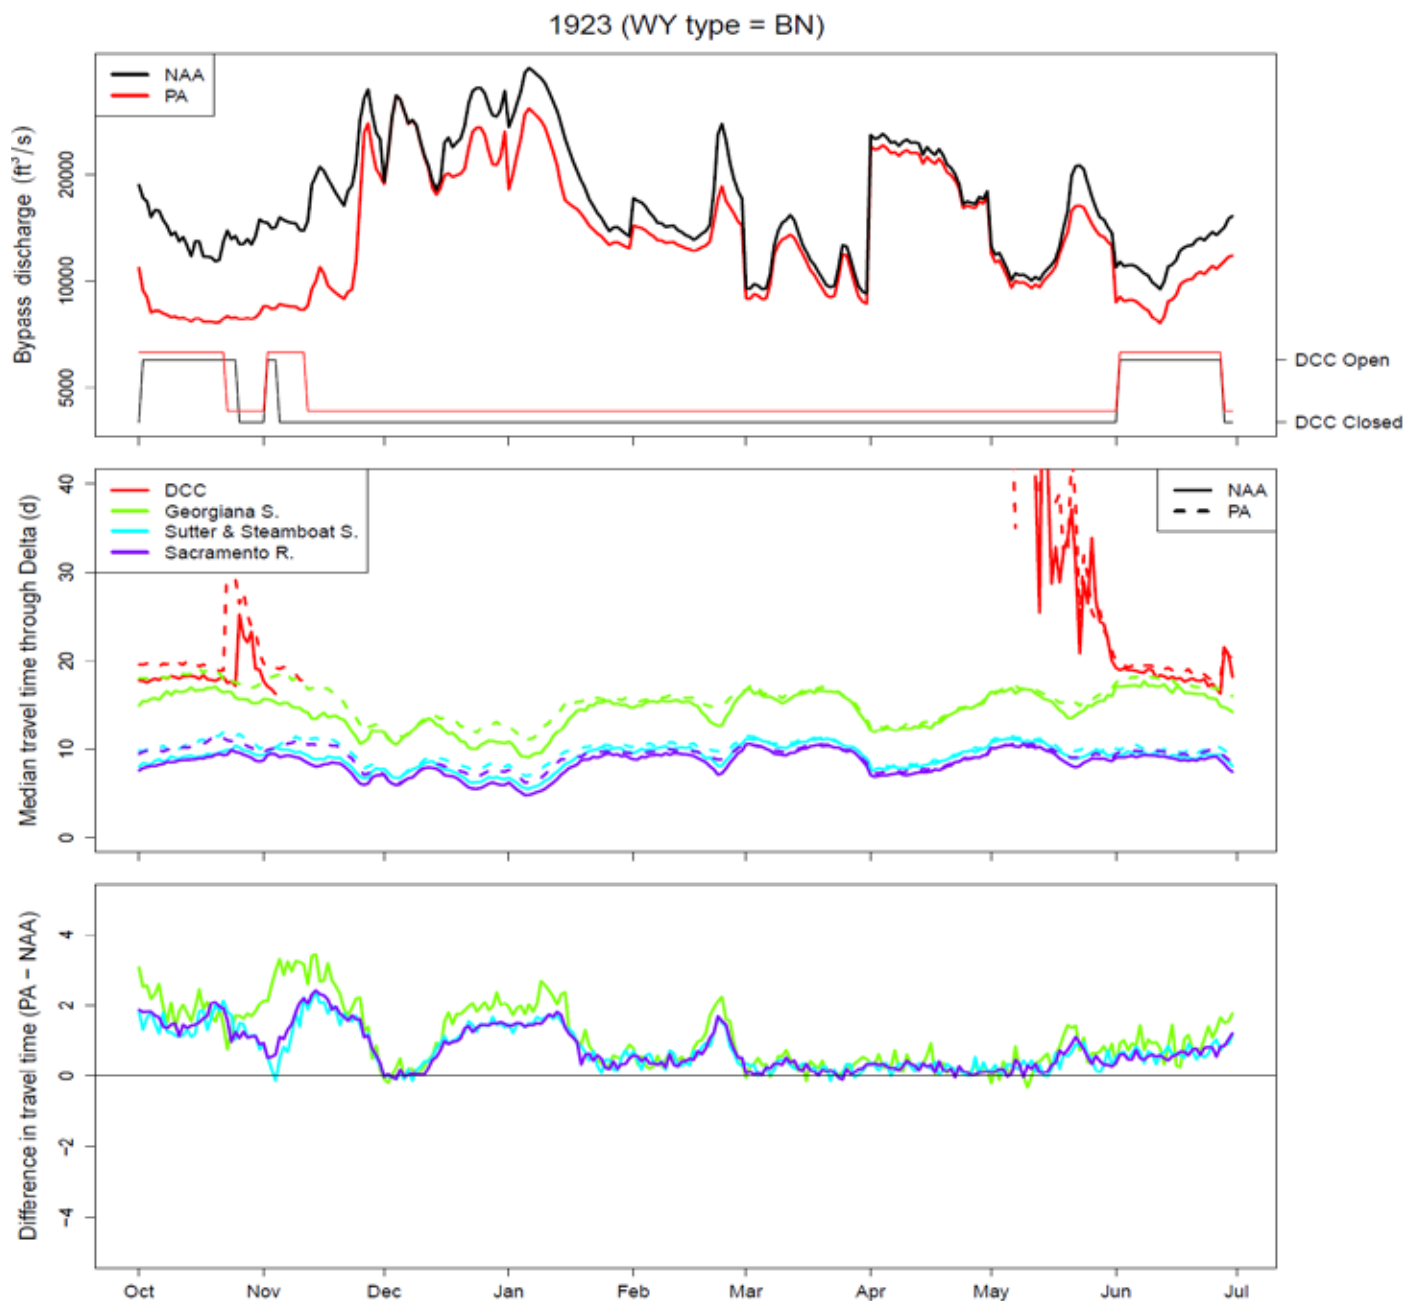 1923 (WY type = BN)
NAA
PA
Bypass discharge (ft³/s)
20000
10000
5000
DCC Open
DCC Closed
DCC
Georgiana S.
Sutter & Steamboat S.
Sacramento R.
NAA
PA
Median travel time through Delta (d)
40
30
20
10
0
Difference in travel time (PA − NAA)
4
2
0
−2
−4
Oct Nov Dec Jan Feb Mar Apr May Jun Jul